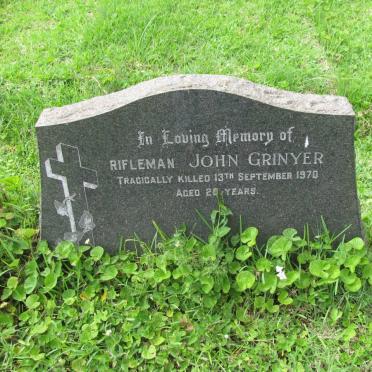 In Loving Memory of
RIFLEMAN JOHN GRINYER
TRAGICALLY KILLED 13TH SEPTEMBER 1970
AGED 20 YEARS.